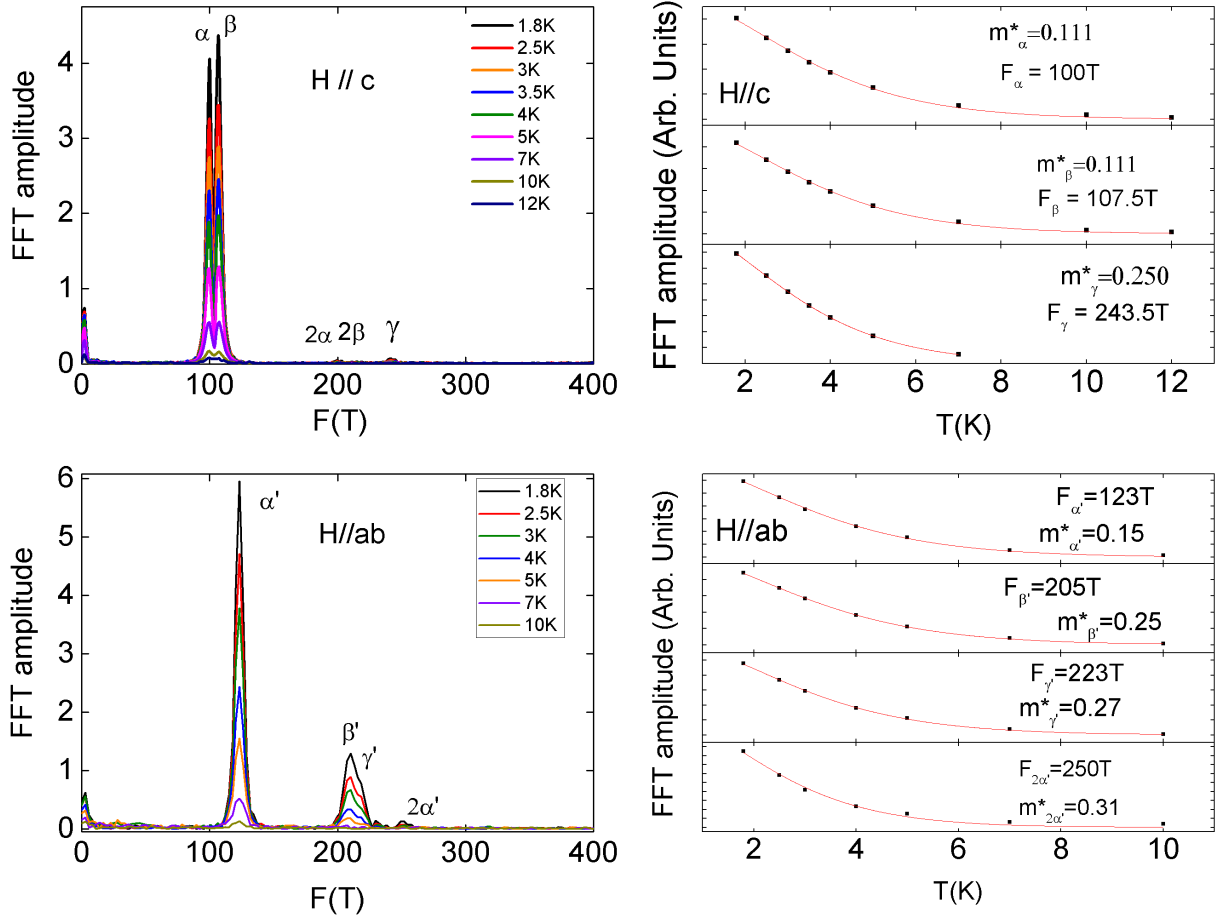 α β
H // c
1.8K
2.5K
3K
3.5K
4K
5K
7K
10K
12K
2α 2β γ
FFT amplitude
4
3
2
1
0
0 100 200 300 400
F(T)
H//c
m*α=0.111
Fα = 100T
m*β=0.111
Fβ = 107.5T
m*γ=0.250
Fγ = 243.5T
FFT amplitude (Arb. Units)
2 4 6 8 10 12
T(K)
α'
H//ab
1.8K
2.5K
3K
4K
5K
7K
10K
β'
γ'
2α'
FFT amplitude
6
5
4
3
2
1
0
0 100 200 300 400
F(T)
H//ab
Fα'=123T
m*α'=0.15
Fβ'=205T
m*β'=0.25
Fγ'=223T
m*γ'=0.27
F2α'=250T
m*2α'=0.31
FFT amplitude (Arb. Units)
2 4 6 8 10
T(K)